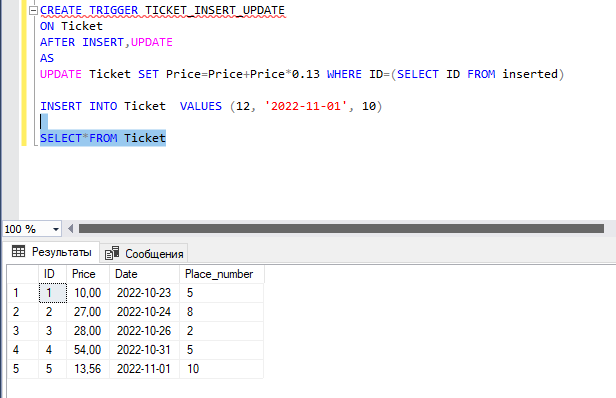 CREATE TRIGGER TICKET_INSERT_UPDATE
ON Ticket
AFTER INSERT,UPDATE
AS
UPDATE Ticket SET Price=Price+Price*0.13 WHERE ID=(SELECT ID FROM inserted)
INSERT INTO Ticket  VALUES (12, '2022-11-01', 10)
SELECT*FROM Ticket
100 %
Результаты Сообщения
ID Price Date Place_number
1 1 10,00 2022-10-23 5
2 2 27,00 2022-10-24 8
3 3 28,00 2022-10-26 2
4 4 54,00 2022-10-31 5
5 5 13,56 2022-11-01 10